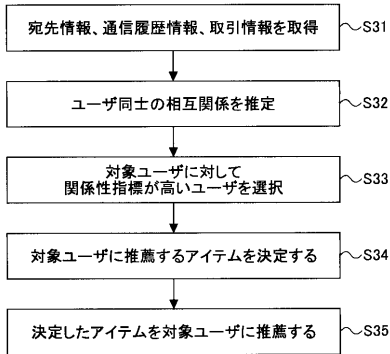 宛先情報、通信履歴情報、取引情報を取得
S31
ユーザ同士の相互関係を推定
S32
対象ユーザに対して
関係性指標が高いユーザを選択
S33
対象ユーザに推薦するアイテムを決定する
S34
決定したアイテムを対象ユーザに推薦する
S35